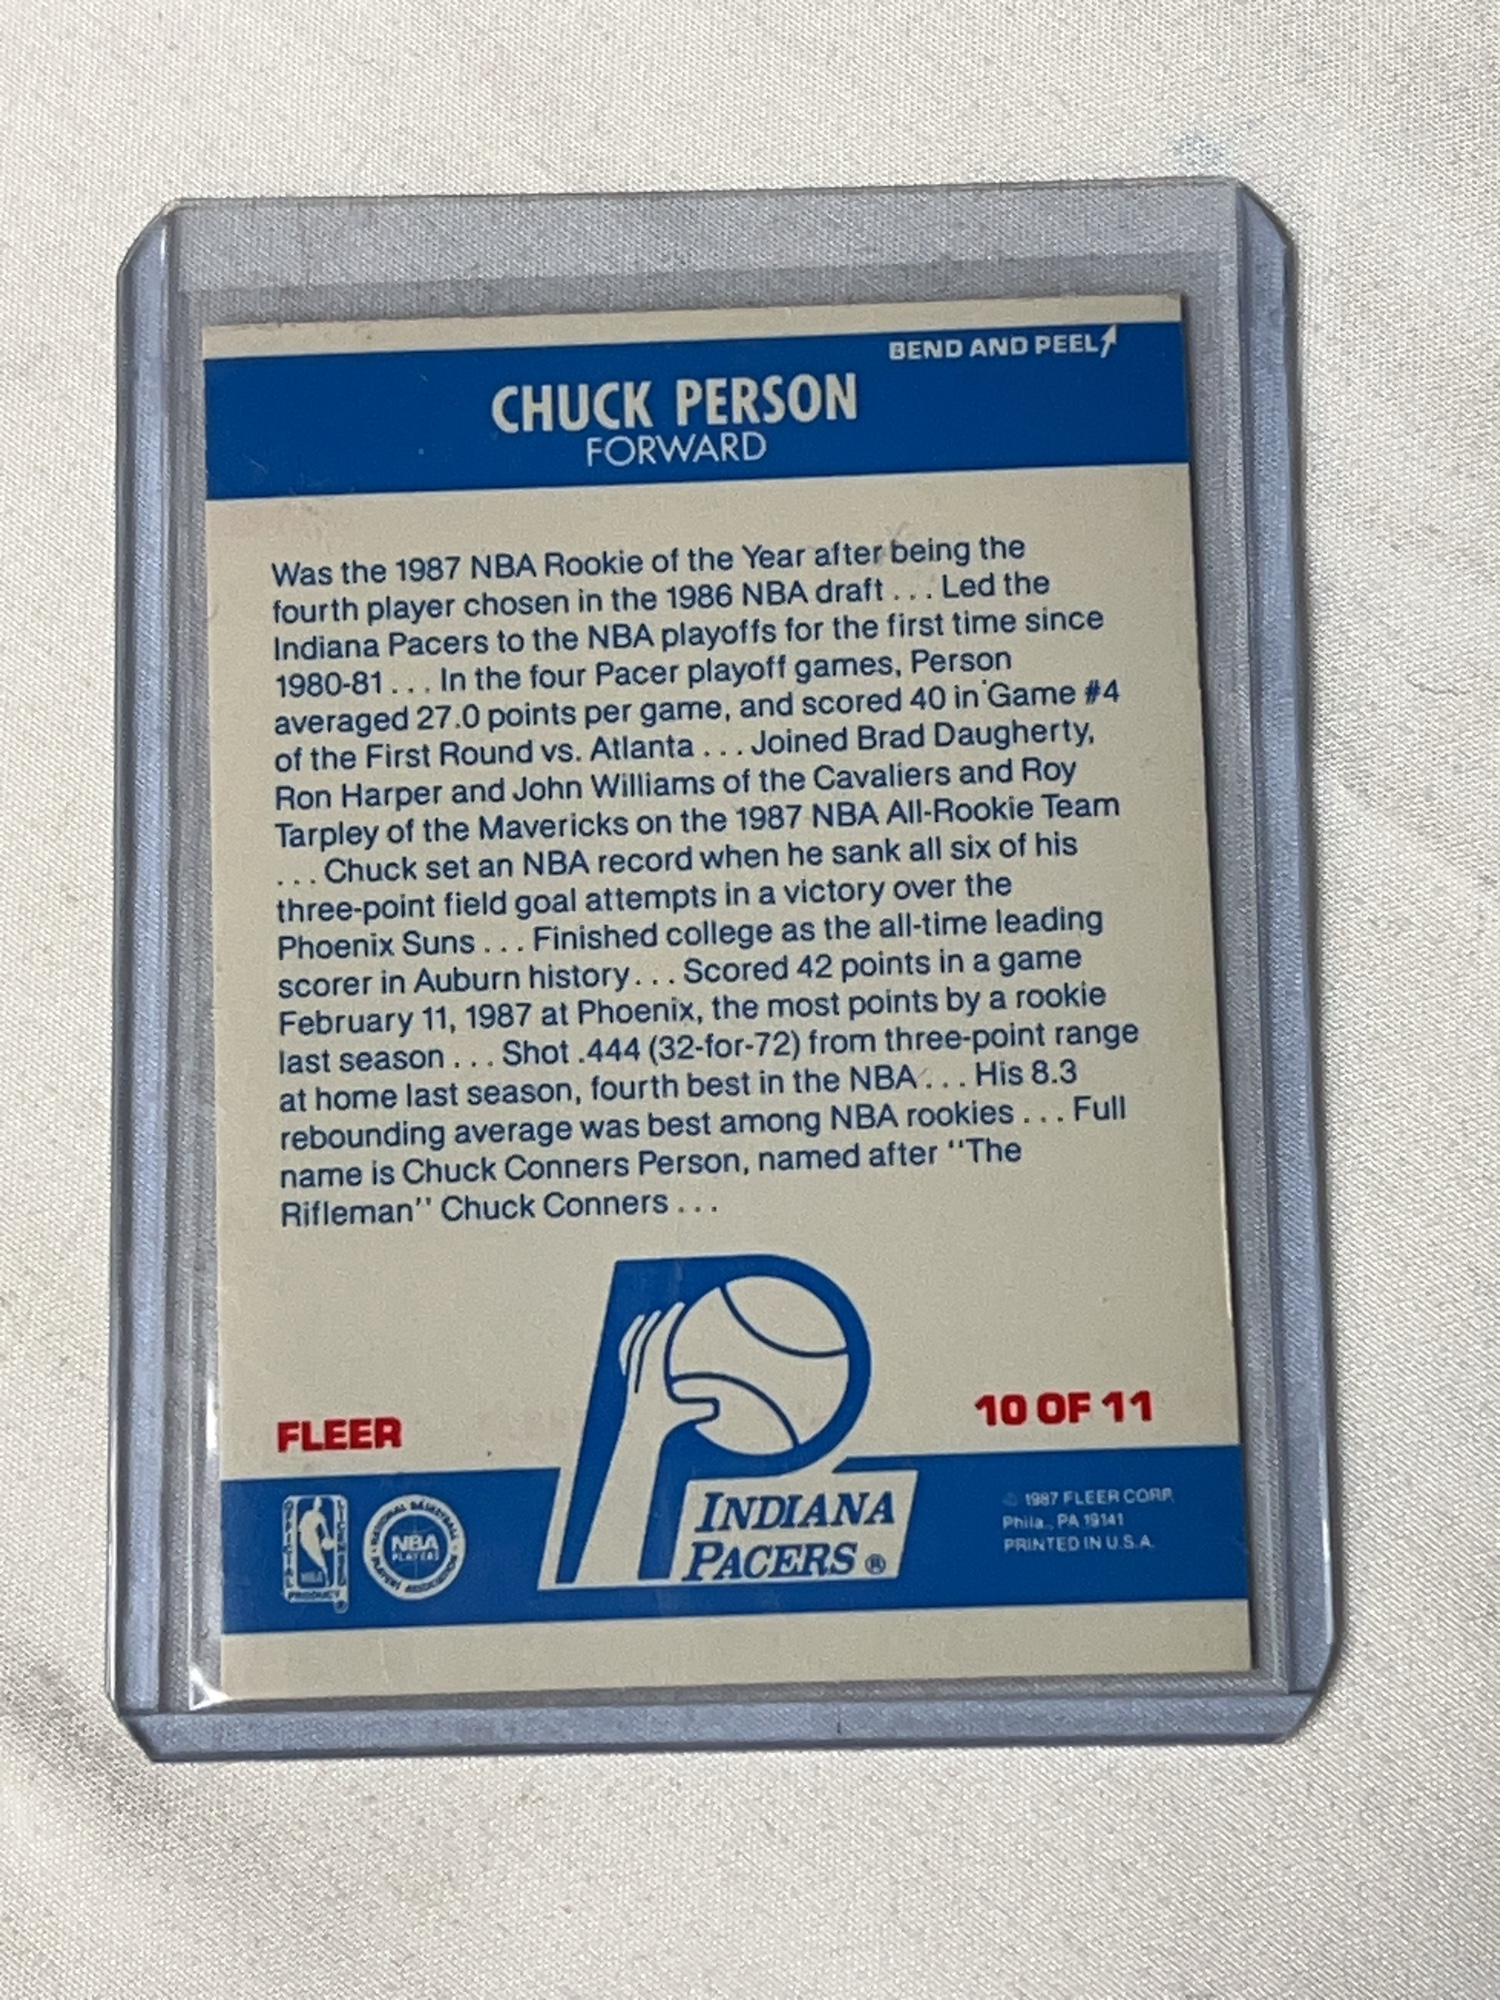 BEND AND PEEL
CHUCK PERSON
FORWARD
Was the 1987 NBA Rookie of the Year after being the
fourth player chosen in the 1986 NBA draft . . . Led the
Indiana Pacers to the NBA playoffs for the first time since
1980-81 . . . In the four Pacer playoff games, Person
averaged 27.0 points per game, and scored 40 in Game #4
of the First Round vs. Atlanta . . . Joined Brad Daugherty,
Ron Harper and John Williams of the Cavaliers and Roy
Tarpley of the Mavericks on the 1987 NBA All-Rookie Team
. . . Chuck set an NBA record when he sank all six of his
three-point field goal attempts in a victory over the
Phoenix Suns . . . Finished college as the all-time leading
scorer in Auburn history . . . Scored 42 points in a game
February 11, 1987 at Phoenix, the most points by a rookie
last season . . . Shot .444 (32-for-72) from three-point range
at home last season, fourth best in the NBA . . . His 8.3
rebounding average was best among NBA rookies . . . Full
name is Chuck Conners Person, named after "The
Rifleman" Chuck Conners . . .
FLEER
10 OF 11
NBA
PLAYERS
NATIONAL BASKETBALL PLAYERS ASSOCIATION
OFFICIAL LICENSED PRODUCT
NBA
INDIANA
PACERS ®
© 1987 FLEER CORP.
Phila., PA 19141
PRINTED IN U.S.A.